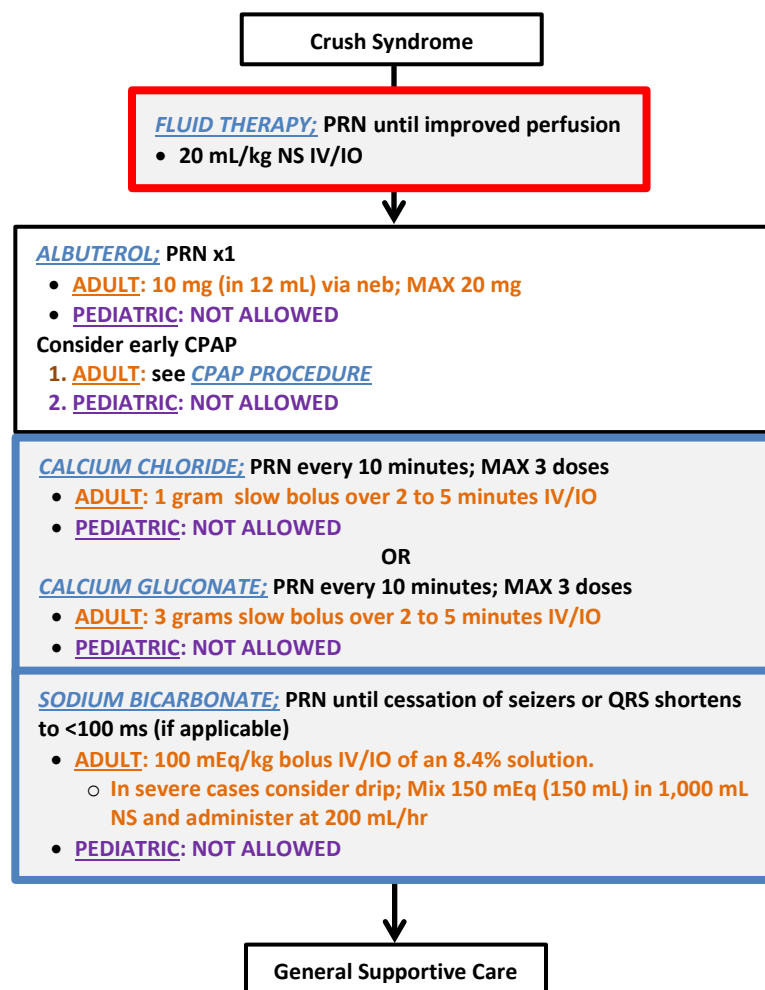 Crush Syndrome
FLUID THERAPY; PRN until improved perfusion
• 20 mL/kg NS IV/IO
ALBUTEROL; PRN x1
• ADULT: 10 mg (in 12 mL) via neb; MAX 20 mg
• PEDIATRIC: NOT ALLOWED
Consider early CPAP
1. ADULT: see CPAP PROCEDURE
2. PEDIATRIC: NOT ALLOWED
CALCIUM CHLORIDE; PRN every 10 minutes; MAX 3 doses
• ADULT: 1 gram slow bolus over 2 to 5 minutes IV/IO
• PEDIATRIC: NOT ALLOWED
OR
CALCIUM GLUCONATE; PRN every 10 minutes; MAX 3 doses
• ADULT: 3 grams slow bolus over 2 to 5 minutes IV/IO
• PEDIATRIC: NOT ALLOWED
SODIUM BICARBONATE; PRN until cessation of seizers or QRS shortens
to <100 ms (if applicable)
• ADULT: 100 mEq/kg bolus IV/IO of an 8.4% solution.
o In severe cases consider drip; Mix 150 mEq (150 mL) in 1,000 mL
NS and administer at 200 mL/hr
• PEDIATRIC: NOT ALLOWED
General Supportive Care